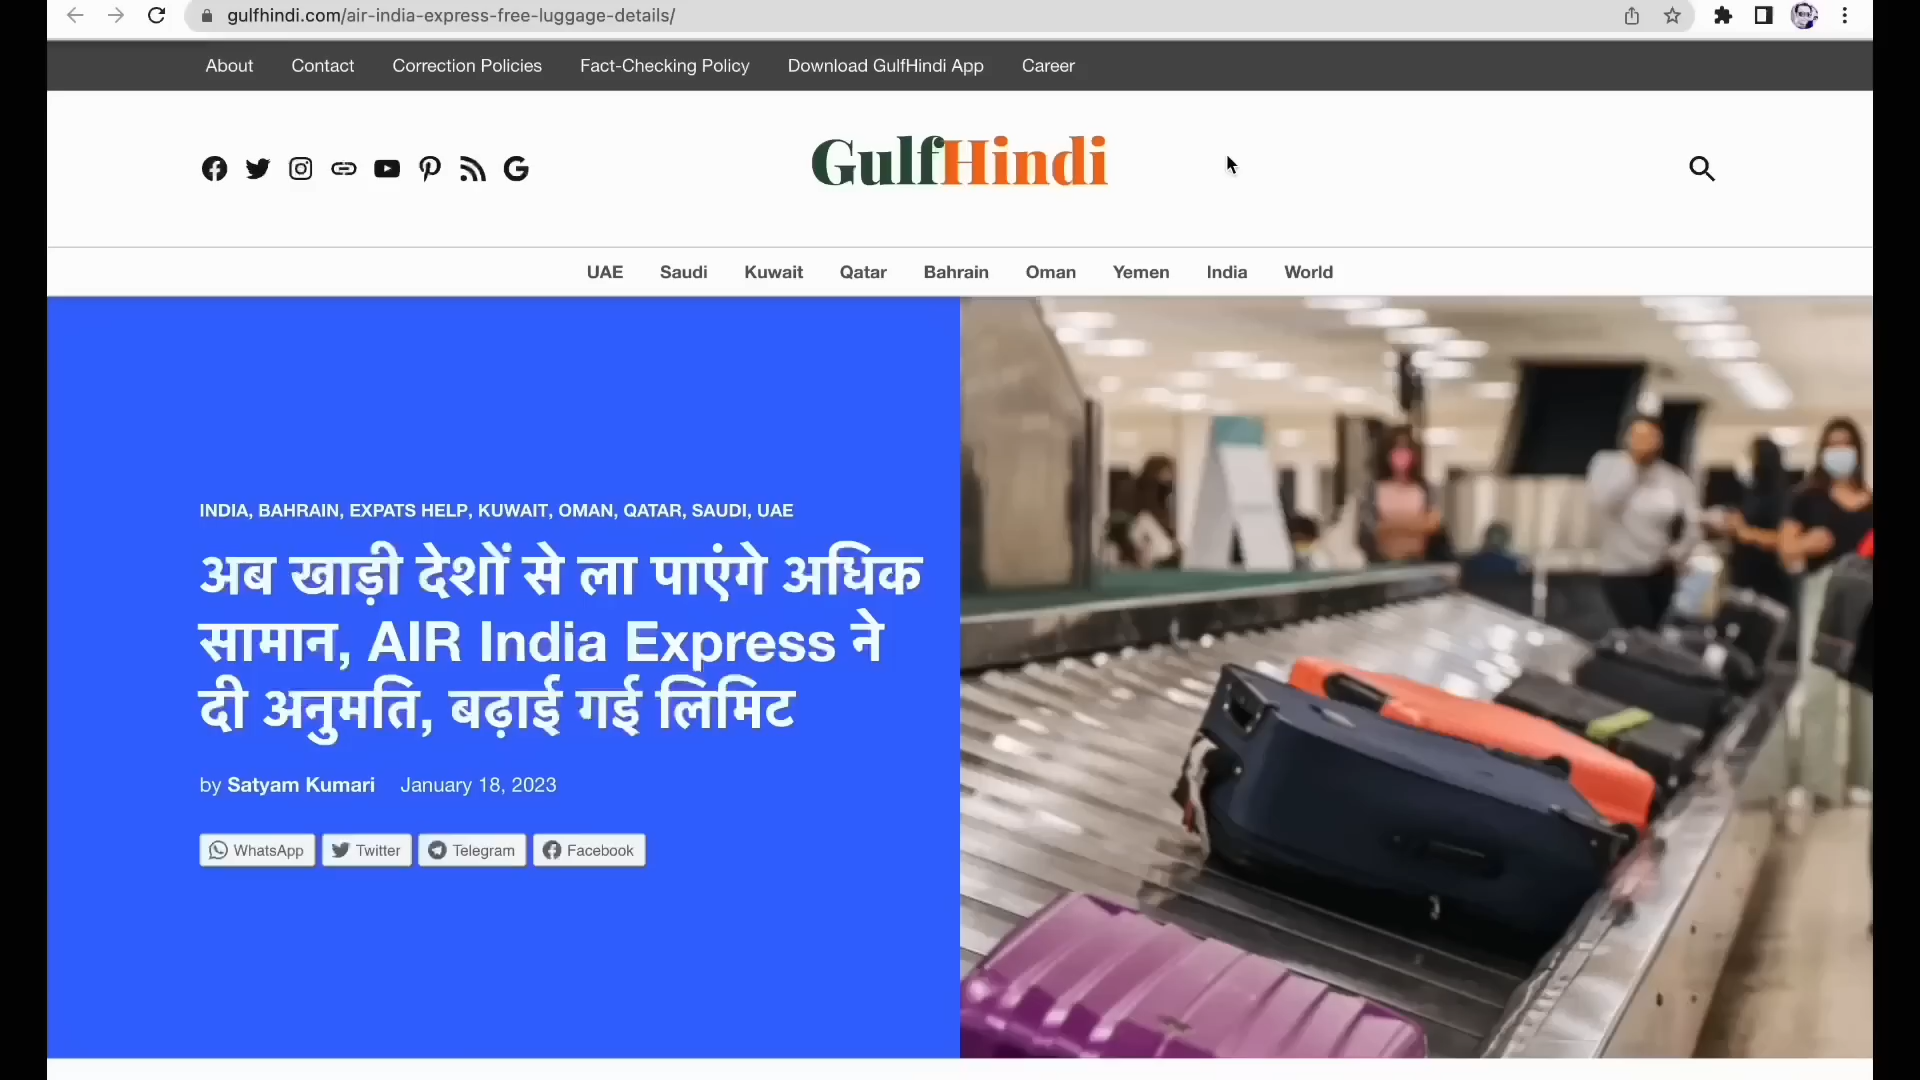 gulfhindi.com/air-india-express-free-luggage-details/
About Contact Correction Policies Fact-Checking Policy Download GulfHindi App Career
GulfHindi
UAE Saudi Kuwait Qatar Bahrain Oman Yemen India World
INDIA, BAHRAIN, EXPATS HELP, KUWAIT, OMAN, QATAR, SAUDI, UAE
अब खाड़ी देशों से ला पाएंगे अधिक
सामान, AIR India Express ने
दी अनुमति, बढ़ाई गई लिमिट
by Satyam Kumari January 18, 2023
WhatsApp Twitter Telegram Facebook